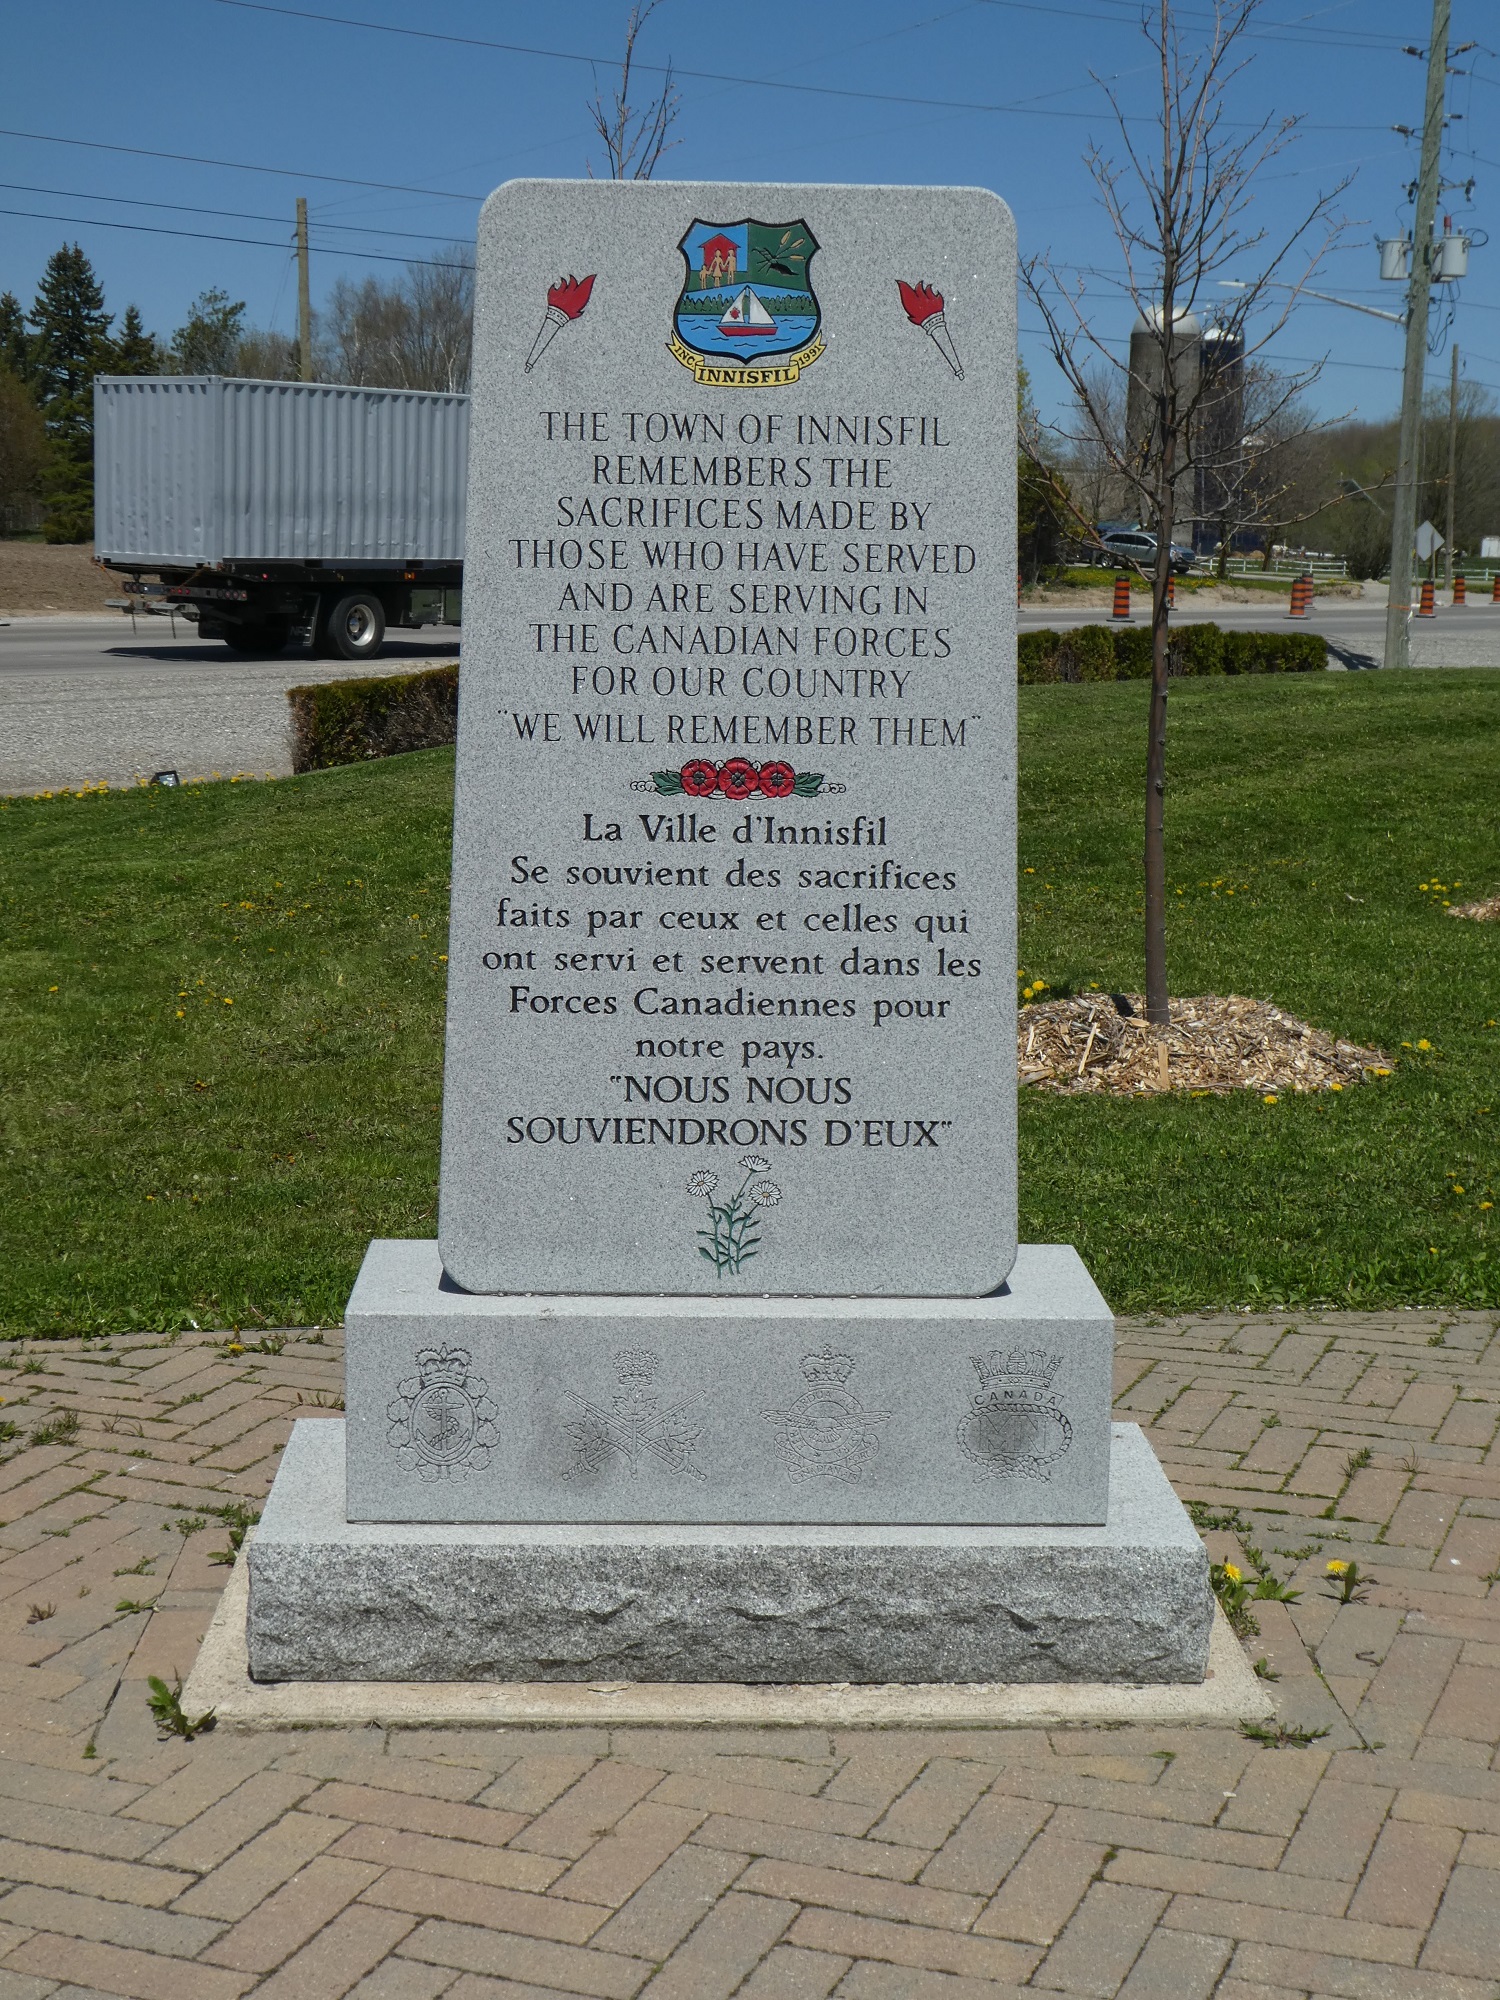 INC. 1991
INNISFIL
THE TOWN OF INNISFIL
REMEMBERS THE
SACRIFICES MADE BY
THOSE WHO HAVE SERVED
AND ARE SERVING IN
THE CANADIAN FORCES
FOR OUR COUNTRY
"WE WILL REMEMBER THEM"
La Ville d'Innisfil
Se souvient des sacrifices
faits par ceux et celles qui
ont servi et servent dans les
Forces Canadiennes pour
notre pays.
"NOUS NOUS
SOUVIENDRONS D'EUX"
CANADA
MN